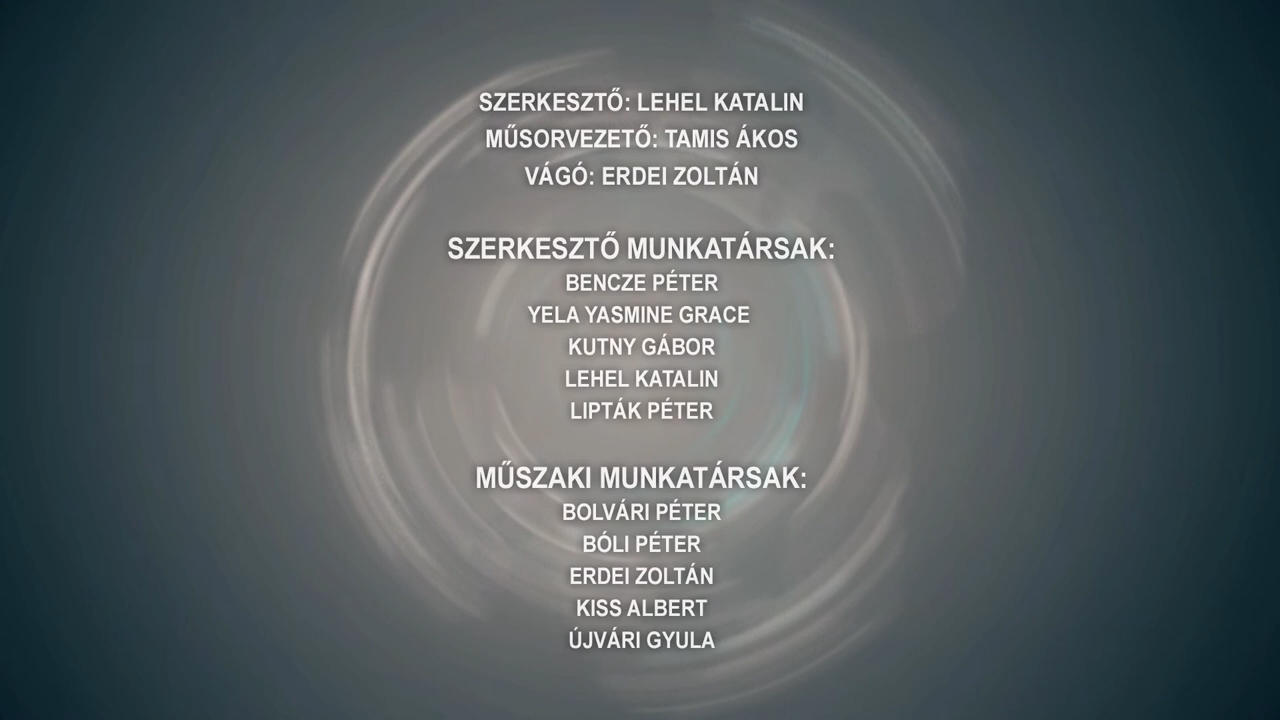 SZERKESZTŐ: LEHEL KATALIN
MŰSORVEZETŐ: TAMIS ÁKOS
VÁGÓ: ERDEI ZOLTÁN
SZERKESZTŐ MUNKATÁRSAK:
BENCZE PÉTER
YELA YASMINE GRACE
KUTNY GÁBOR
LEHEL KATALIN
LIPTÁK PÉTER
MŰSZAKI MUNKATÁRSAK:
BOLVÁRI PÉTER
BÓLI PÉTER
ERDEI ZOLTÁN
KISS ALBERT
ÚJVÁRI GYULA